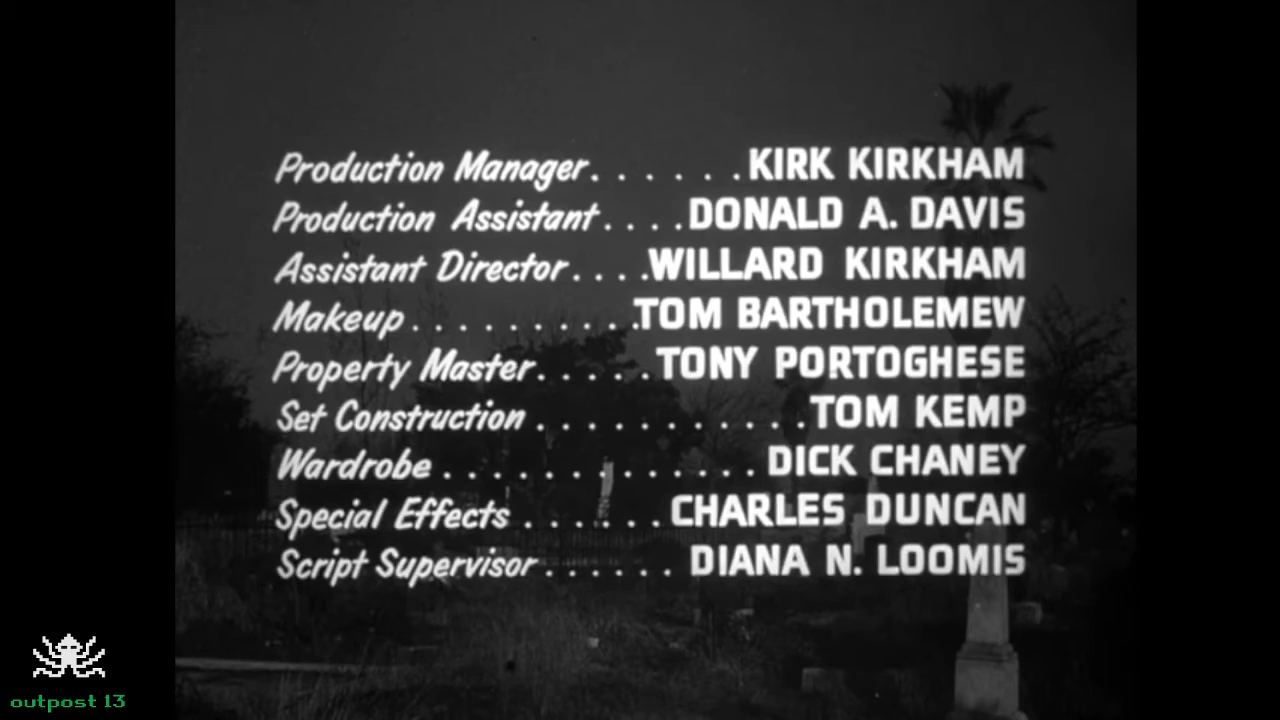 Production Manager. . . . . . .KIRK KIRKHAM
Production Assistant. . . . .DONALD A. DAVIS
Assistant Director. . . . .WILLARD KIRKHAM
Makeup. . . . . . . . . . .TOM BARTHOLEMEW
Property Master. . . . . .TONY PORTOGHESE
Set Construction . . . . . . . . . . . .TOM KEMP
Wardrobe . . . . . . . . . . . . . DICK CHANEY
Special Effects . . . . . .CHARLES DUNCAN
Script Supervisor. . . . . . . DIANA N. LOOMIS
outpost 13